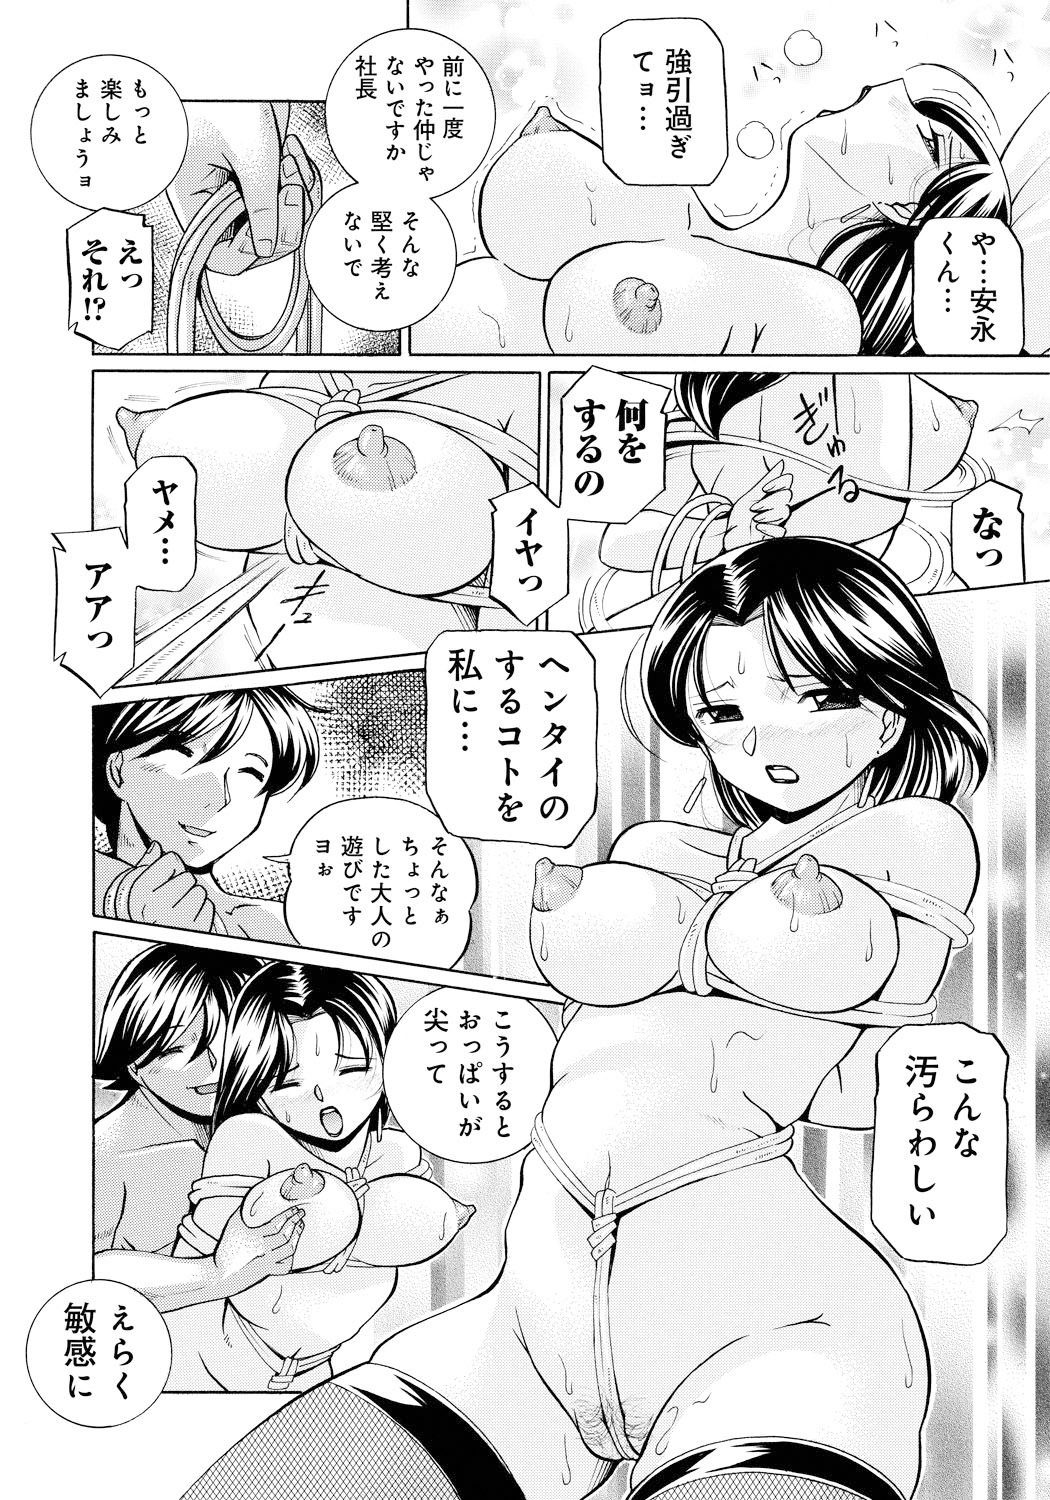 や…安永
くん…
強引過ぎ
てョ…
前に一度
やった仲じゃ
ないですか
社長
そんな
堅く考え
ないで
もっと
楽しみ
ましょうョ
えっ
それ!?
なっ
何を
するの
ぎゅ
る
イヤっ
ヤメ…
アアっ
キュ
ヘンタイの
するコトを
私に…
こんな
汚らわしい
そんなぁ
ちょっと
した大人の
遊びです
ヨぉ
こうすると
おっぱいが
尖って
えらく
敏感に